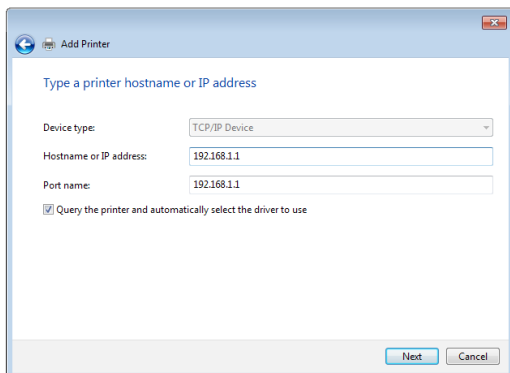 Add Printer
Type a printer hostname or IP address
Device type: TCP/IP Device
Hostname or IP address: 192.168.1.1
Port name: 192.168.1.1
Query the printer and automatically select the driver to use
Next Cancel